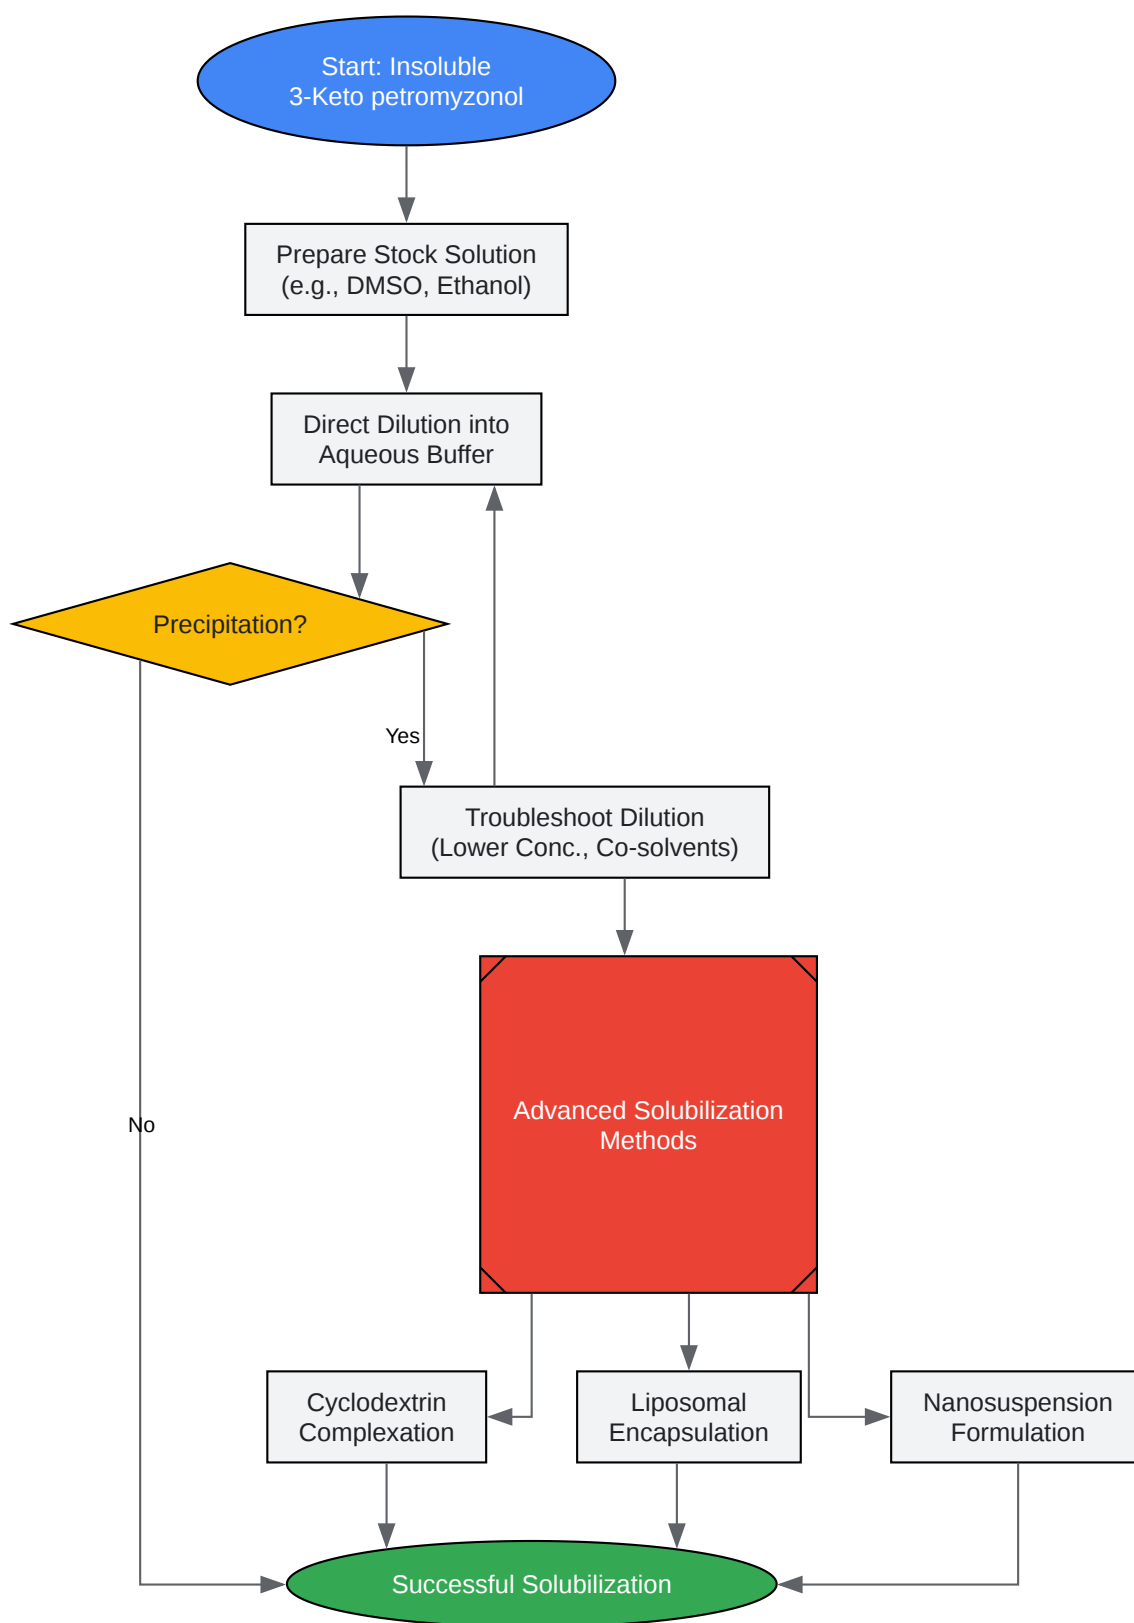 Start: Insoluble
3-Keto petromyzonol
Prepare Stock Solution
(e.g., DMSO, Ethanol)
Direct Dilution into
Aqueous Buffer
Precipitation?
Yes
Troubleshoot Dilution
(Lower Conc., Co-solvents)
Advanced Solubilization
Methods
No
Cyclodextrin
Complexation
Liposomal
Encapsulation
Nanosuspension
Formulation
Successful Solubilization